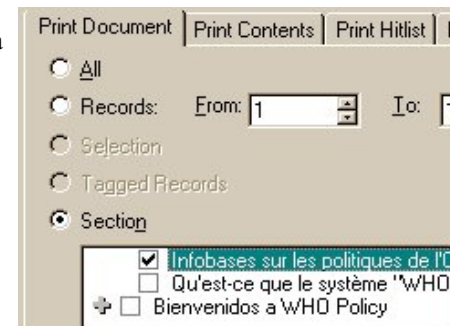 Print Document Print Contents Print Hitlist
a
All
Records: From: 1 To:
Selection
Tagged Records
Section
Infobases sur les politiques de l'O
Qu'est-ce que le système "WHO
Bienvenidos a WHO Policy